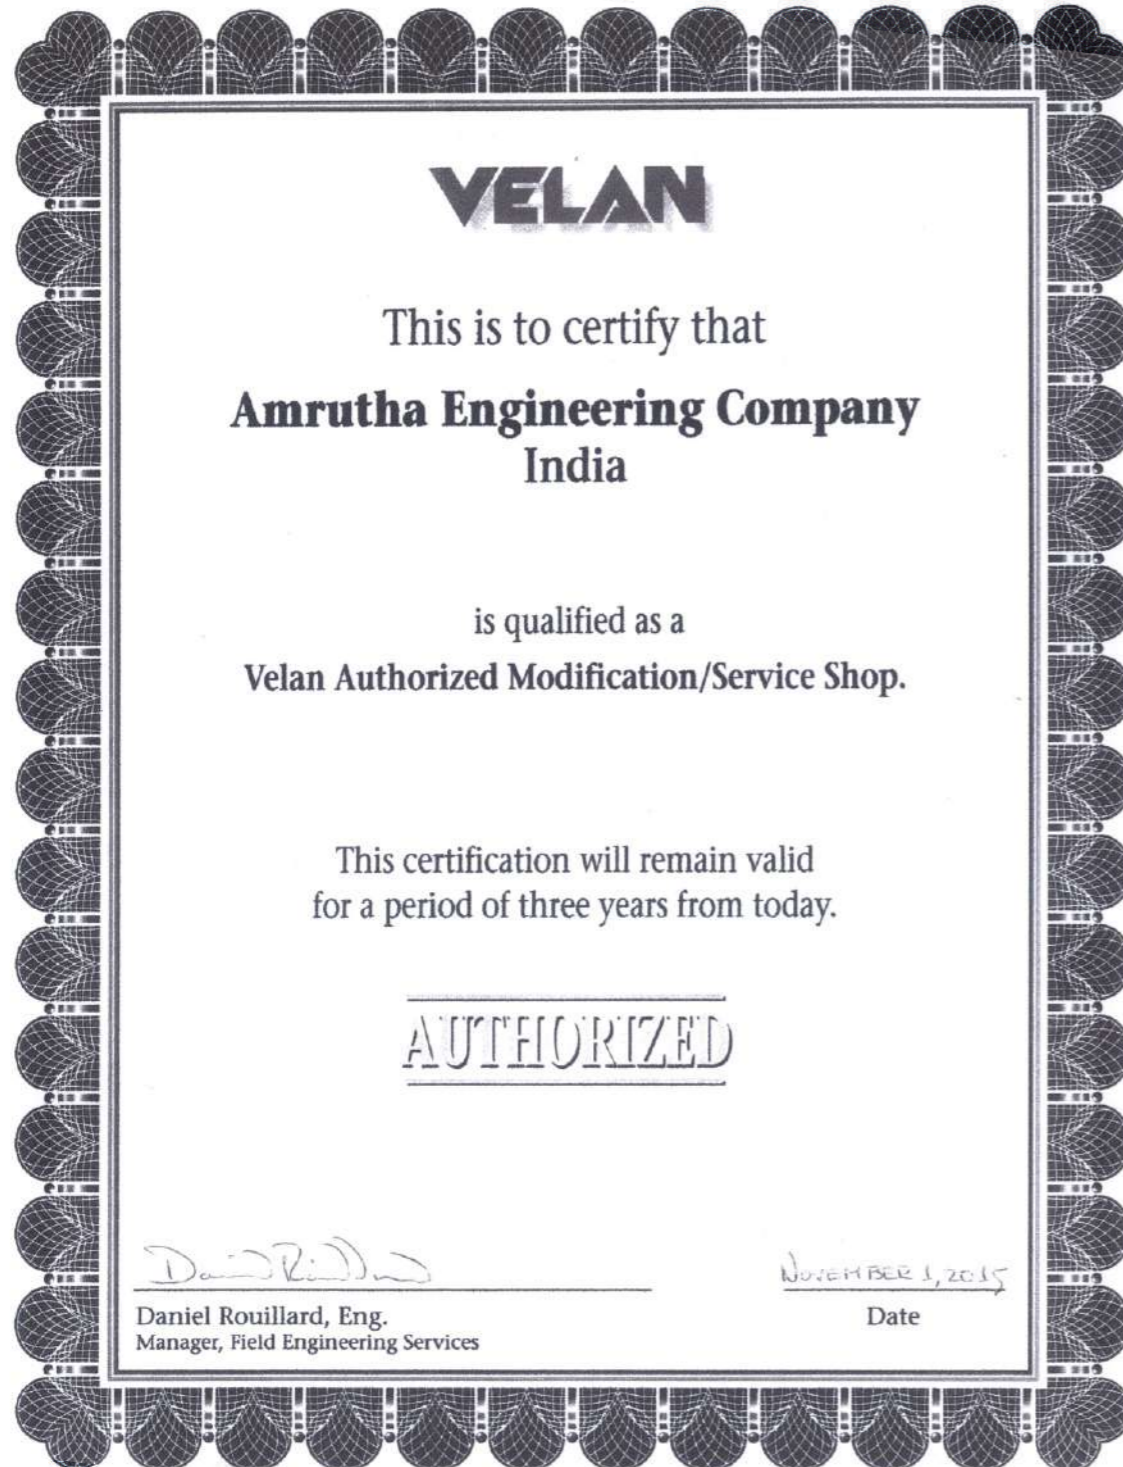 VELAN
This is to certify that
Amrutha Engineering Company
India
is qualified as a
Velan Authorized Modification/Service Shop.
This certification will remain valid
for a period of three years from today.
AUTHORIZED
Daniel Rouillard
NOVEMBER 1, 2015
Daniel Rouillard, Eng.
Date
Manager, Field Engineering Services